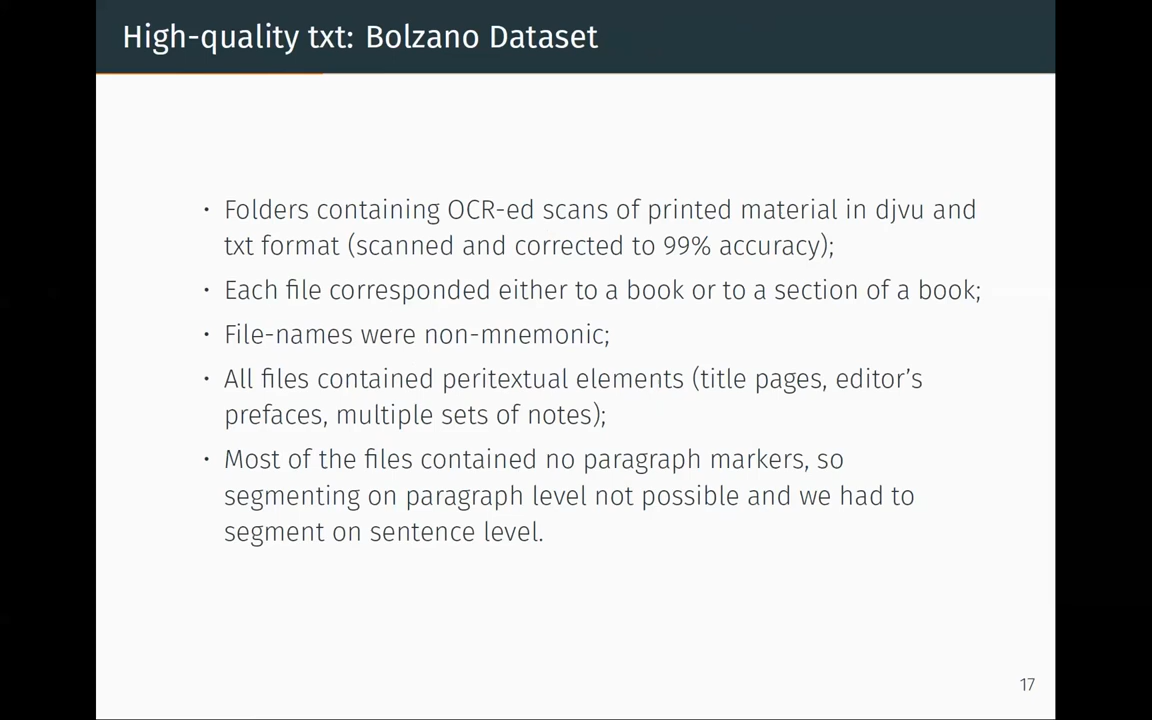 High-quality txt: Bolzano Dataset
· Folders containing OCR-ed scans of printed material in djvu and
txt format (scanned and corrected to 99% accuracy);
· Each file corresponded either to a book or to a section of a book;
· File-names were non-mnemonic;
· All files contained peritextual elements (title pages, editor’s
prefaces, multiple sets of notes);
· Most of the files contained no paragraph markers, so
segmenting on paragraph level not possible and we had to
segment on sentence level.
17